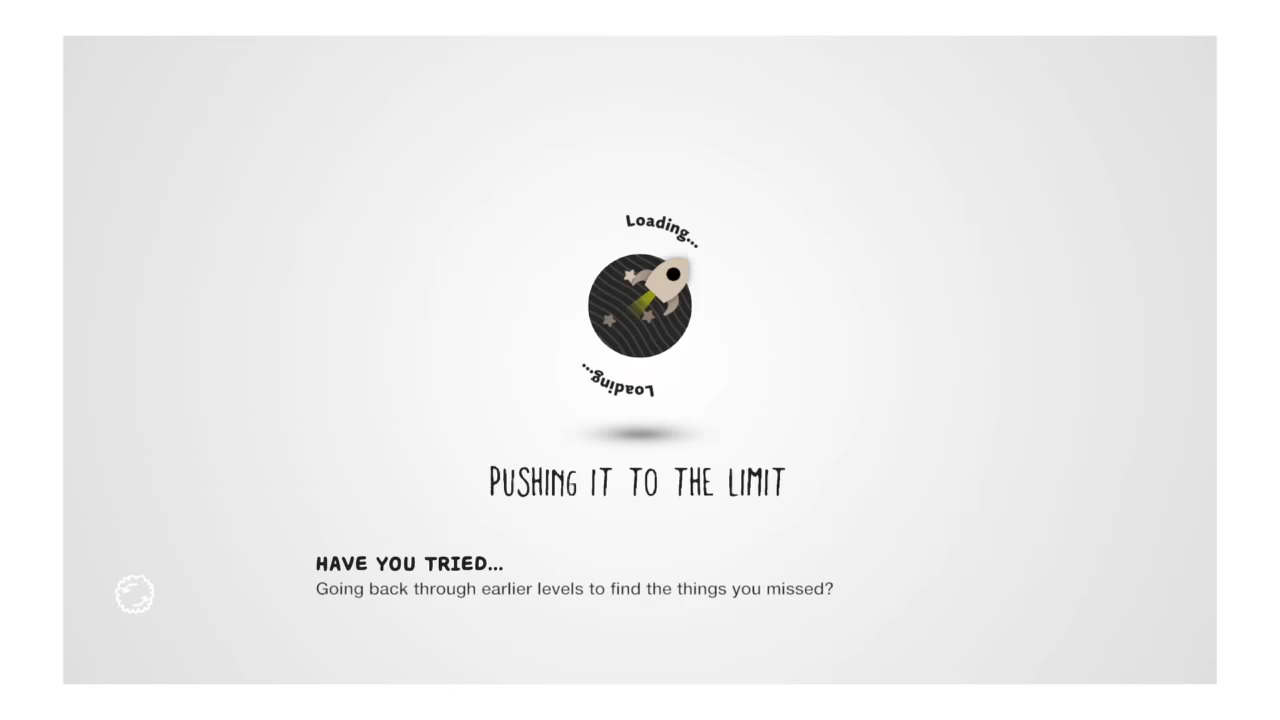 Loading...
Loading...
PUSHING IT TO THE LIMIT
HAVE YOU TRIED...
Going back through earlier levels to find the things you missed?